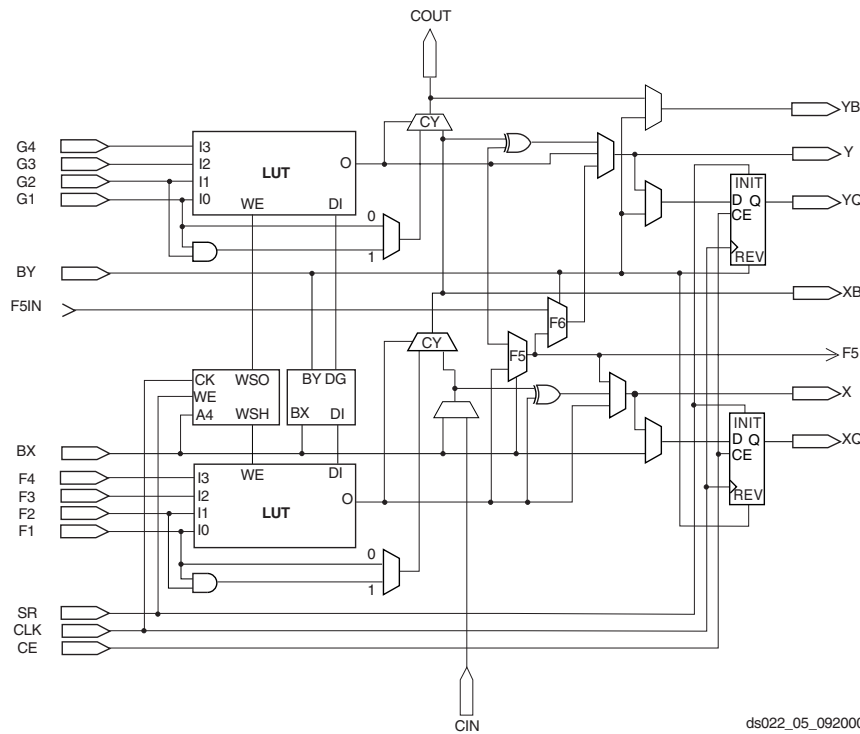 COUT
YB
CY
G4
I3
G3
I2
LUT
O
Y
G2
I1
G1
I0
WE
DI
INIT
D Q
CE
YQ
0
1
REV
BY
XB
F5IN
F6
CY
F5
F5
CK
WSO
BY DG
WE
A4
WSH
BX
DI
X
INIT
D Q
CE
XQ
BX
WE
DI
F4
I3
F3
I2
O
REV
F2
I1
LUT
F1
I0
0
1
SR
CLK
CE
CIN
ds022_05_092000